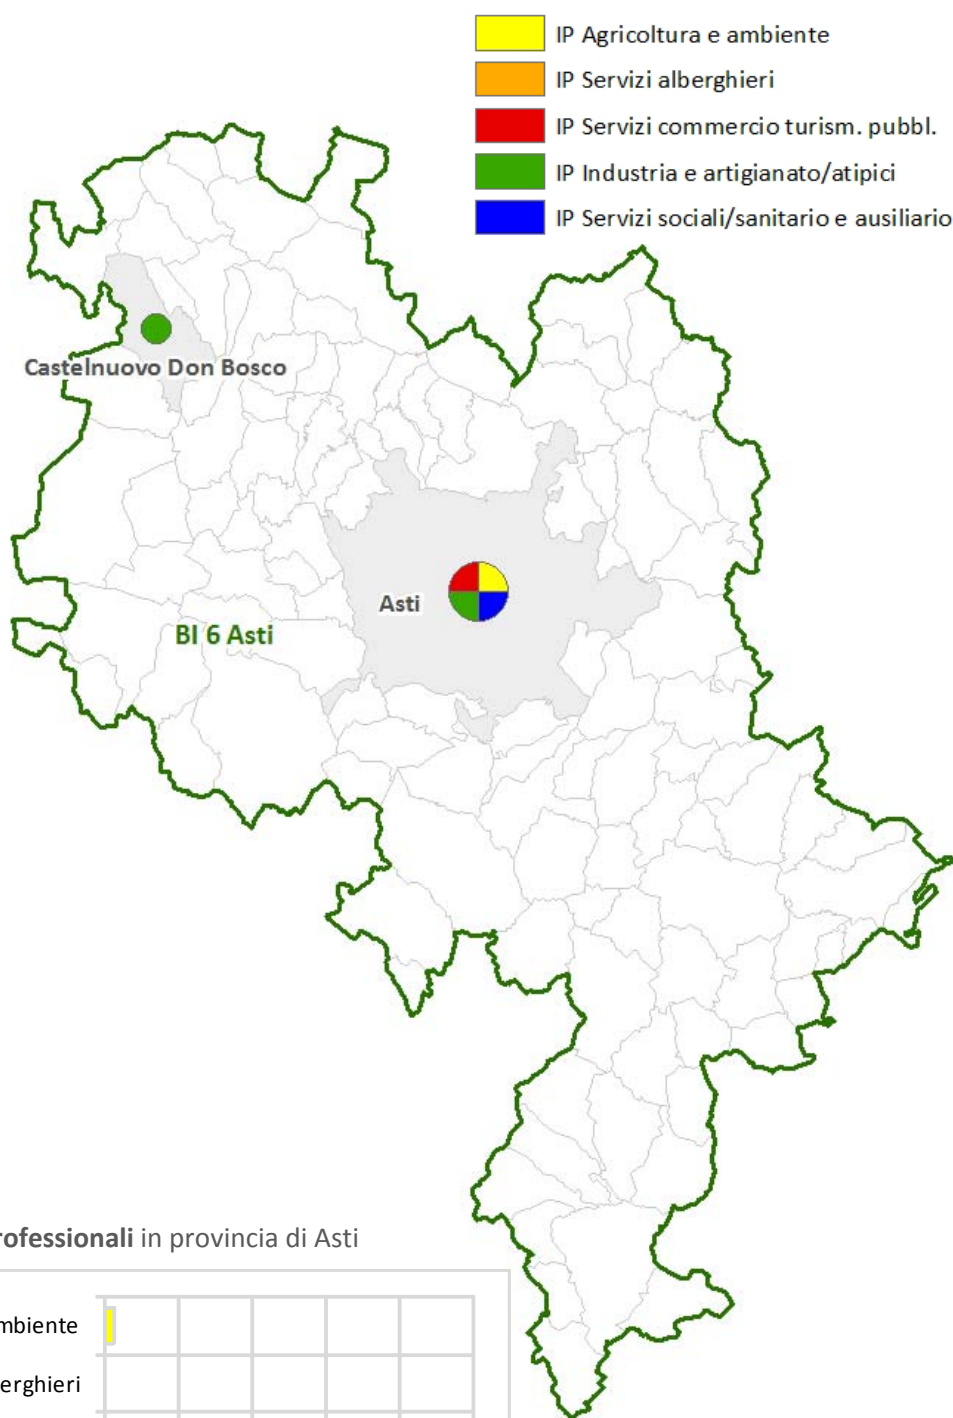 IP Agricoltura e ambiente
IP Servizi alberghieri
IP Servizi commercio turism. pubbl.
IP Industria e artigianato/atipici
IP Servizi sociali/sanitario e ausiliario
Castelnuovo Don Bosco
Asti
BI 6 Asti
rofessionali in provincia di Asti
mbiente
erghieri